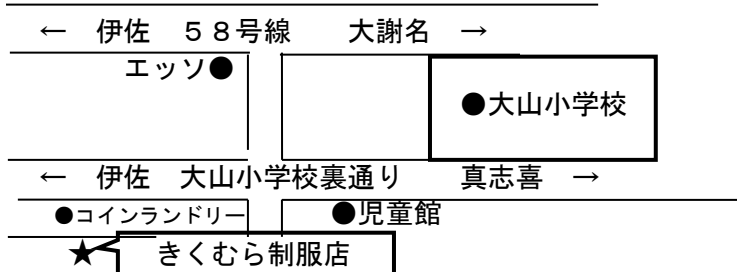 ← 伊佐 ５８号線 大謝名 →
エッソ●
●大山小学校
← 伊佐 大山小学校裏通り 真志喜 →
●コインランドリー ●児童館
★ きくむら制服店